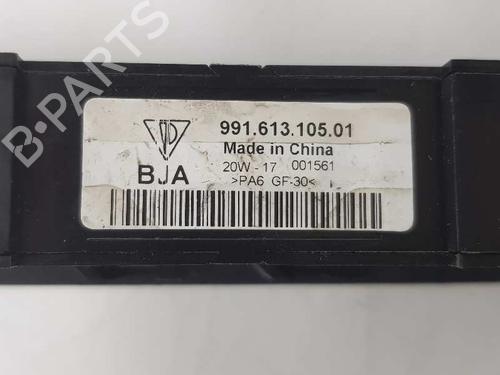 B-PARTS
991.613.105.01
Made in China
20W - 17 001561
BJA
>PA6 GF-30<